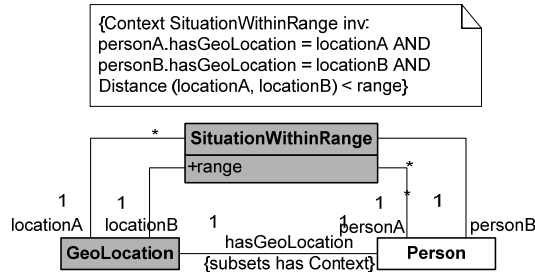 {Context SituationWithinRange inv:
personA.hasGeoLocation = locationA AND
personB.hasGeoLocation = locationB AND
Distance (locationA, locationB) < range}
* SituationWithinRange *
+range *
1 1 1 * 1
locationA locationB 1 1 personA personB
GeoLocation hasGeoLocation Person
{subsets has Context}